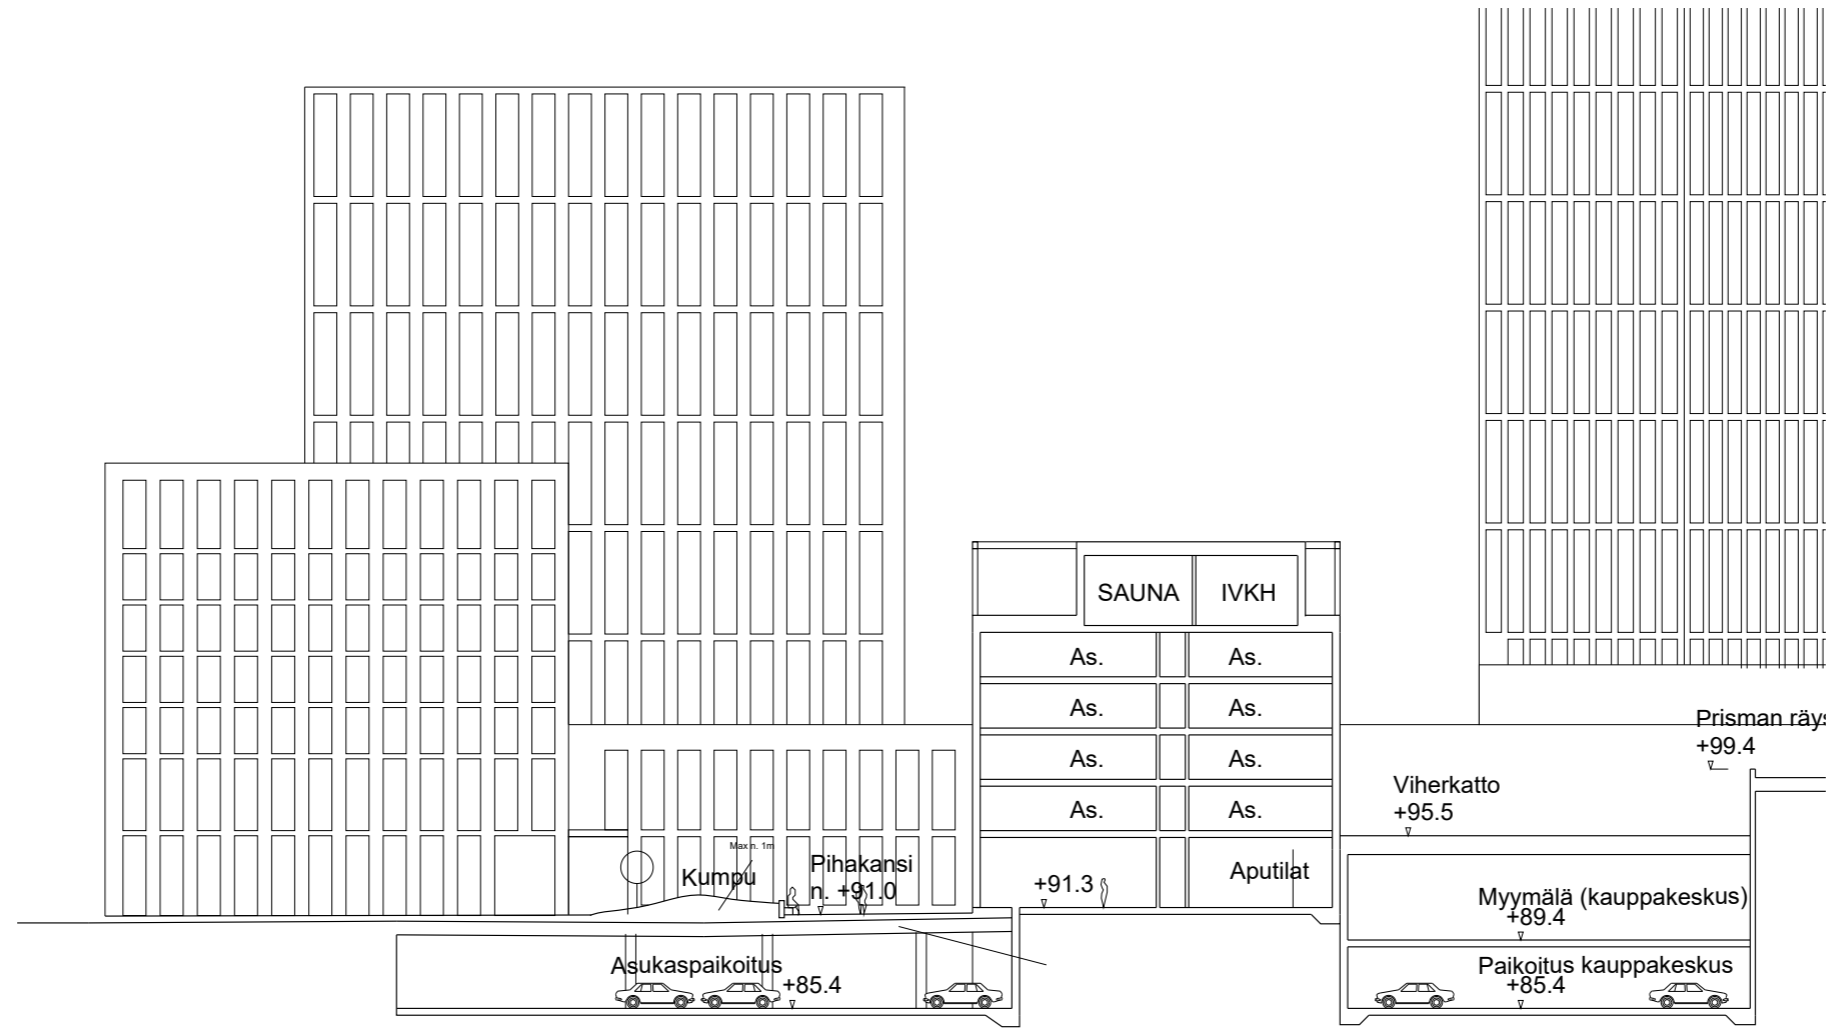 SAUNA
IVKH
As.
As.
As.
As.
As.
As.
As.
As.
Aputilat
+91.3
Prisman räys
+99.4
Viherkatto
+95.5
Max n. 1m
Kumpu
Pihakansi
n. +91.0
Myymälä (kauppakeskus)
+89.4
Asukaspaikoitus
+85.4
Paikoitus kauppakeskus
+85.4